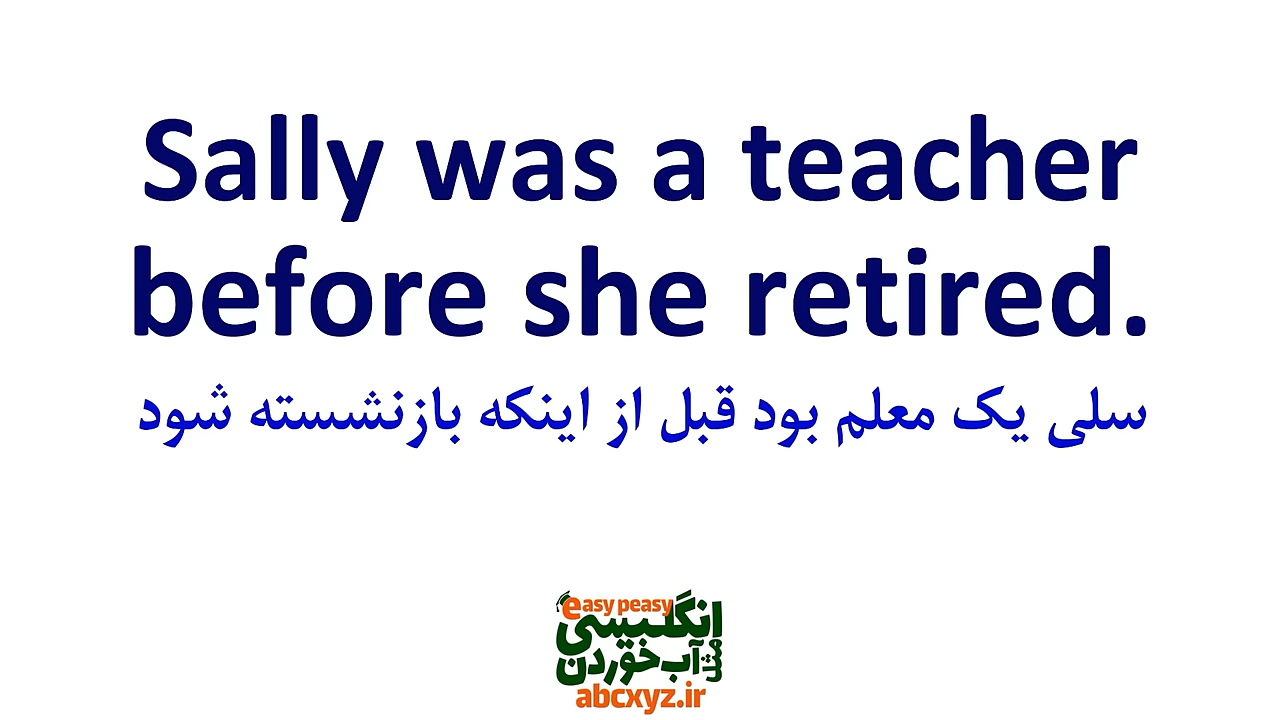 Sally was a teacher
before she retired.
سلی یک معلم بود قبل از اینکه بازنشسته شود
easy peasy
انگلیسی
مثل آب خوردن
abcxyz.ir